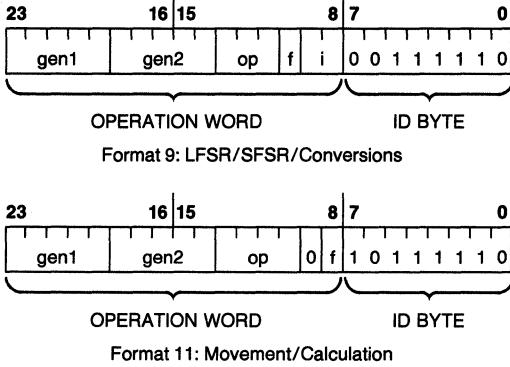 23 16 15 8 7 0
gen1 gen2 op f i 0 0 1 1 1 1 1 0
OPERATION WORD ID BYTE
Format 9: LFSR/SFSR/Conversions
23 16 15 8 7 0
gen1 gen2 op 0 f 1 0 1 1 1 1 1 0
OPERATION WORD ID BYTE
Format 11: Movement/Calculation